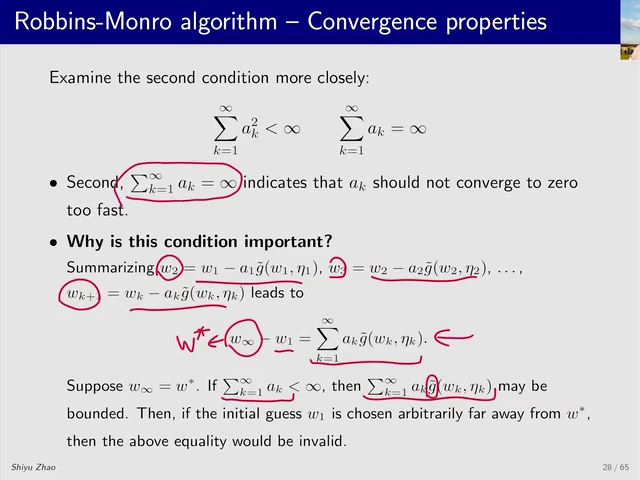 Robbins-Monro algorithm – Convergence properties
Examine the second condition more closely:
∞ ∞
∑ a_k^2 < ∞ ∑ a_k = ∞
k=1 k=1
• Second, ∑_{k=1}^∞ a_k = ∞ indicates that a_k should not converge to zero
too fast.
• Why is this condition important?
Summarizing w_2 = w_1 − a_1 g̃(w_1, η_1), w_3 = w_2 − a_2 g̃(w_2, η_2), . . . ,
w_{k+1} = w_k − a_k g̃(w_k, η_k) leads to
w* ← w_∞ − w_1 = ∑_{k=1}^∞ a_k g̃(w_k, η_k). ←
Suppose w_∞ = w*. If ∑_{k=1}^∞ a_k < ∞, then ∑_{k=1}^∞ a_k g̃(w_k, η_k) may be
bounded. Then, if the initial guess w_1 is chosen arbitrarily far away from w*,
then the above equality would be invalid.
Shiyu Zhao 28 / 65